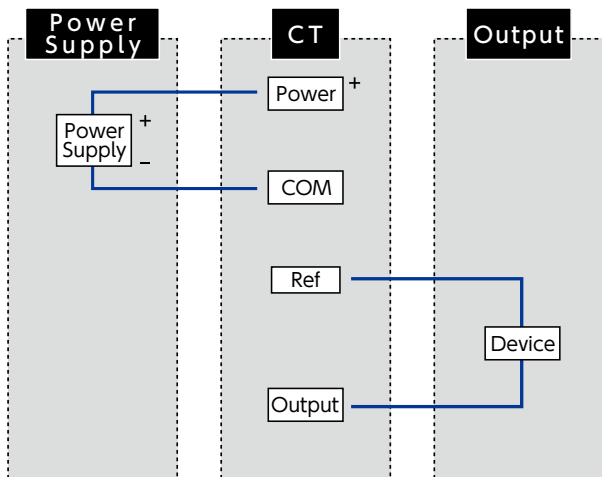 Power
Supply
CT
Output
Power +
Power
Supply
+
–
COM
Ref
Device
Output